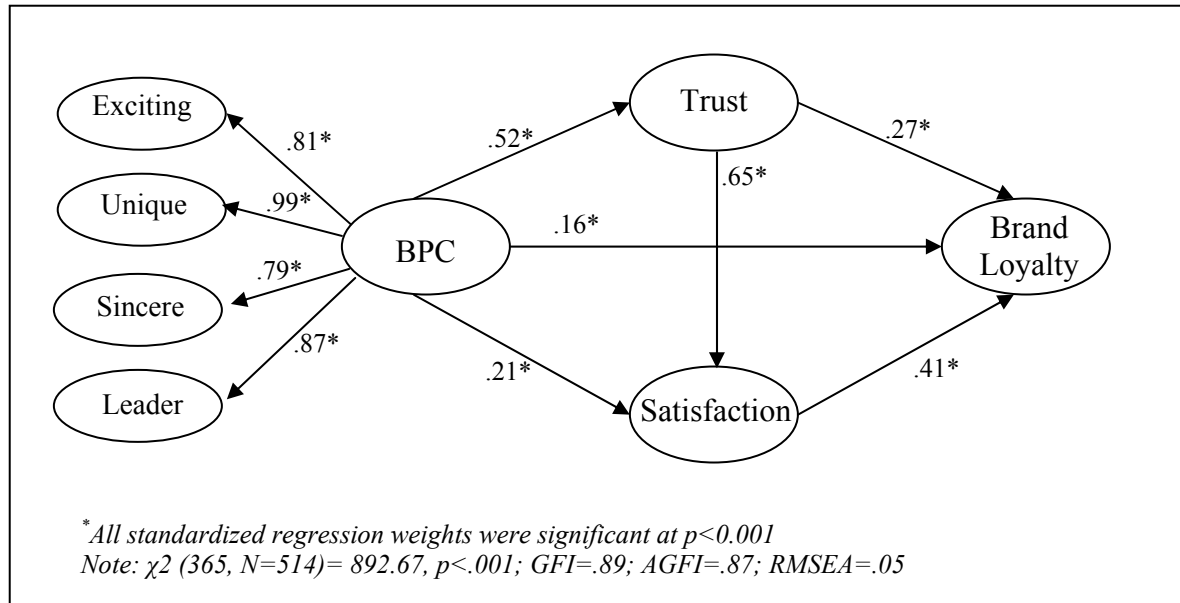 Exciting
Unique
Sincere
Leader
.81*
.99*
.79*
.87*
BPC
.52*
.16*
.21*
Trust
.65*
Satisfaction
.27*
.41*
Brand
Loyalty
*All standardized regression weights were significant at p<0.001
Note: χ2 (365, N=514)= 892.67, p<.001; GFI=.89; AGFI=.87; RMSEA=.05